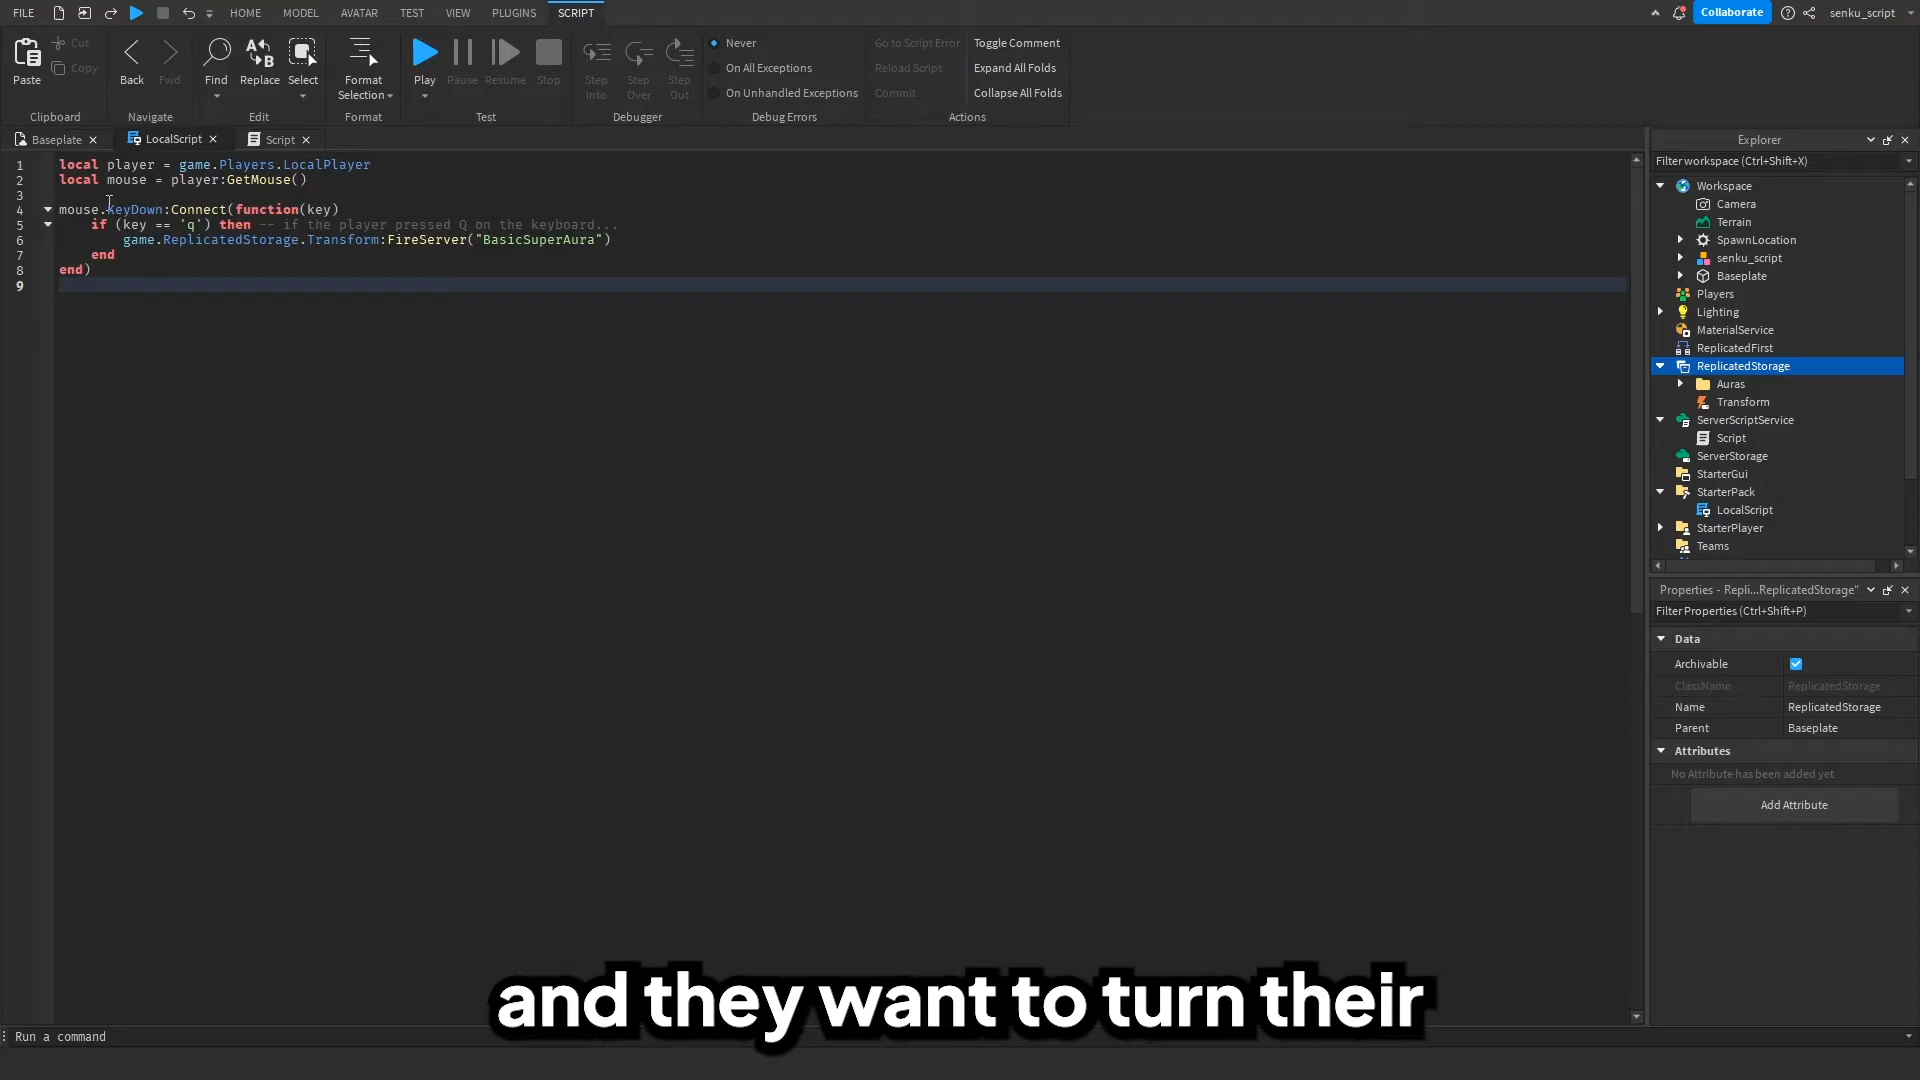 FILE HOME MODEL AVATAR TEST VIEW PLUGINS SCRIPT Collaborate senku_script
Paste Cut Copy
Clipboard
Back Fwd
Navigate
Find Replace Select
Edit
Format Selection
Format
Play Pause Resume Stop
Test
Step Into Step Over Step Out
Debugger
Never
On All Exceptions
On Unhandled Exceptions
Debug Errors
Go to Script Error Toggle Comment
Reload Script Expand All Folds
Commit Collapse All Folds
Actions
Baseplate LocalScript Script
1 local player = game.Players.LocalPlayer
2 local mouse = player:GetMouse()
3
4 mouse.KeyDown:Connect(function(key)
5 if (key == 'q') then -- if the player pressed Q on the keyboard...
6 game.ReplicatedStorage.Transform:FireServer("BasicSuperAura")
7 end
8 end)
9
Explorer
Filter workspace (Ctrl+Shift+X)
Workspace
Camera
Terrain
SpawnLocation
senku_script
Baseplate
Players
Lighting
MaterialService
ReplicatedFirst
ReplicatedStorage
Auras
Transform
ServerScriptService
Script
ServerStorage
StarterGui
StarterPack
LocalScript
StarterPlayer
Teams
Properties - Repli...ReplicatedStorage"
Filter Properties (Ctrl+Shift+P)
Data
Archivable
ClassName ReplicatedStorage
Name ReplicatedStorage
Parent Baseplate
Attributes
No Attribute has been added yet
Add Attribute
and they want to turn their
Run a command